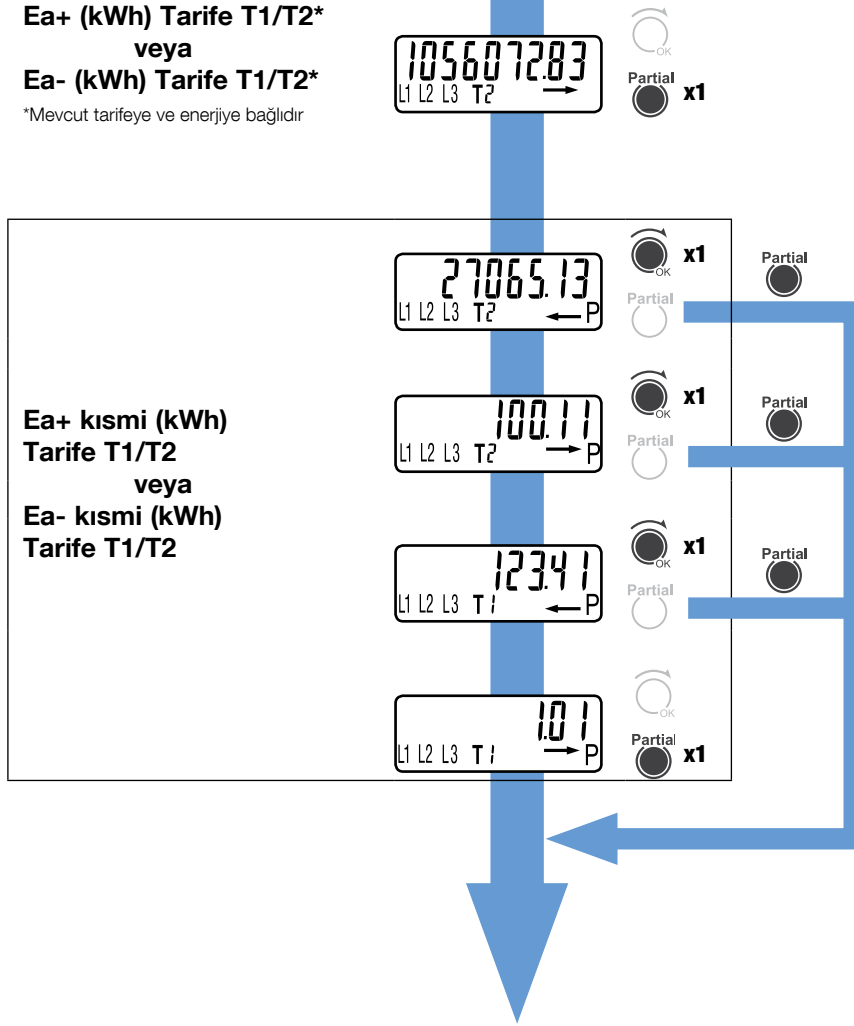 Ea+ (kWh) Tarife T1/T2*
veya
Ea- (kWh) Tarife T1/T2*
*Mevcut tarifeye ve enerjiye bağlıdır
1056072.83
L1 L2 L3 T2
OK
Partial
x1
27065.13
L1 L2 L3 T2 P
OK
x1
Partial
Partial
Ea+ kısmi (kWh)
Tarife T1/T2
veya
Ea- kısmi (kWh)
Tarife T1/T2
100.11
L1 L2 L3 T2 P
OK
x1
Partial
Partial
123.41
L1 L2 L3 T1 P
OK
x1
Partial
Partial
1.01
L1 L2 L3 T1 P
OK
Partial
x1